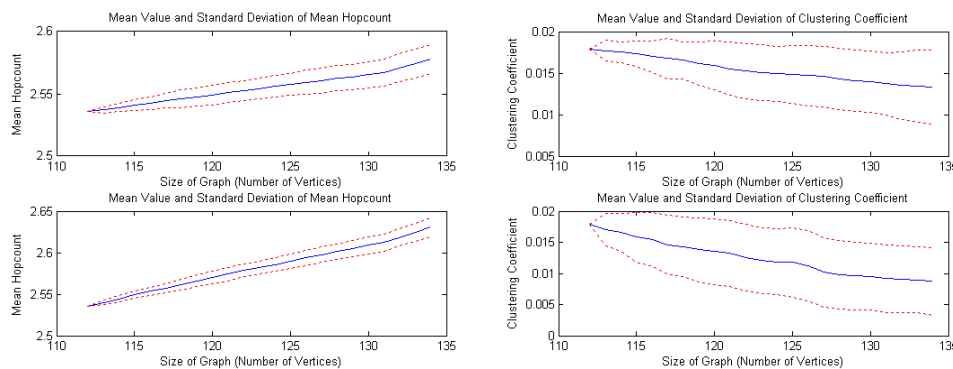 Mean Value and Standard Deviation of Mean Hopcount
2.6
2.55
2.5
Mean Hopcount
110 115 120 125 130 135
Size of Graph (Number of Vertices)
Mean Value and Standard Deviation of Clustering Coefficient
0.02
0.015
0.01
0.005
Clustering Coefficient
110 115 120 125 130 135
Size of Graph (Number of Vertices)
Mean Value and Standard Deviation of Mean Hopcount
2.65
2.6
2.55
2.5
Mean Hopcount
110 115 120 125 130 135
Size of Graph (Number of Vertices)
Mean Value and Standard Deviation of Clustering Coefficient
0.02
0.015
0.01
0.005
0
Clustering Coefficient
110 115 120 125 130 135
Size of Graph (Number of Vertices)